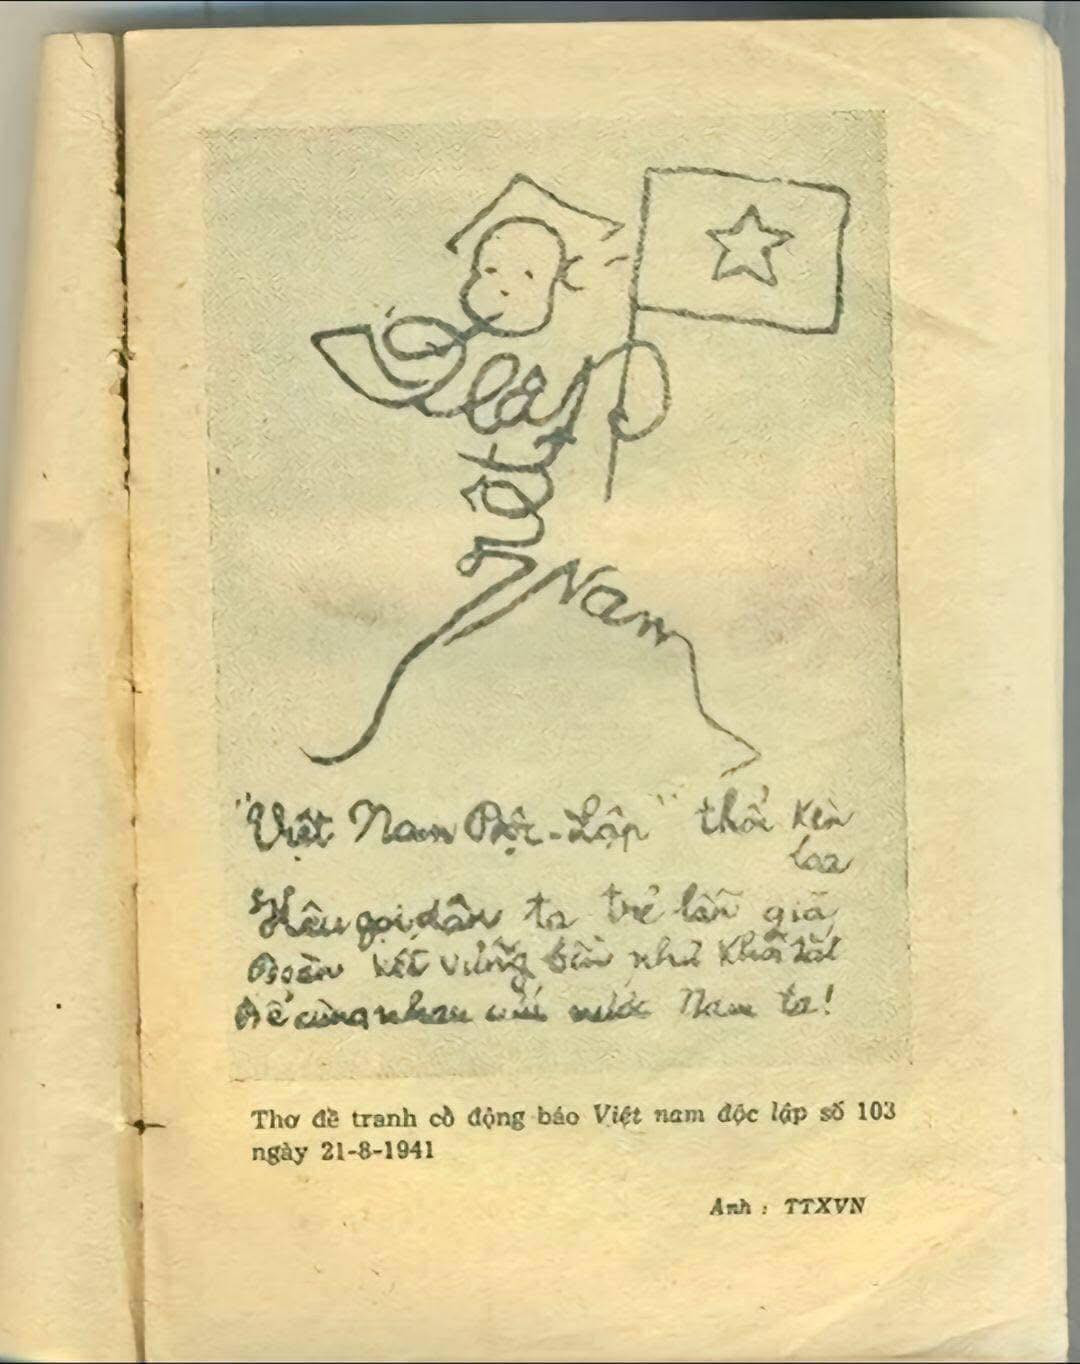 độc lập
việt
Nam
"Việt Nam Độc-Lập" thổi kèn
loa
Kêu gọi dân ta trẻ lẫn già
Đoàn kết vững bền như khối sắt
Để cùng nhau cứu nước Nam ta!
Thơ đề tranh cổ động báo Việt nam độc lập số 103
ngày 21-8-1941
Anh : TTXVN